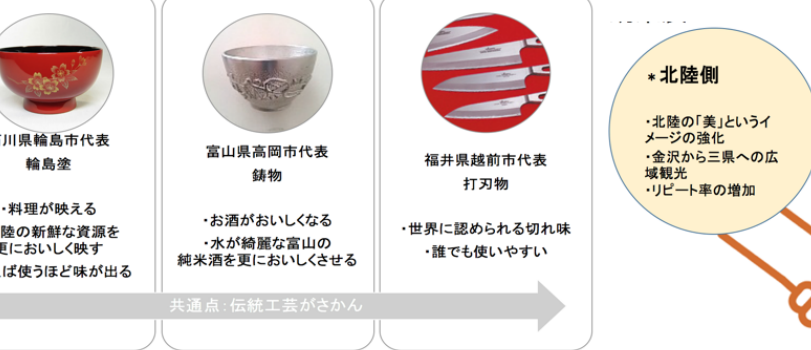 川県輪島市代表
輪島塗
・料理が映える
陸の新鮮な資源を
更においしく映す
ば使うほど味が出る
富山県高岡市代表
鋳物
・お酒がおいしくなる
・水が綺麗な富山の
純米酒を更においしくさせる
福井県越前市代表
打刃物
・世界に認められる切れ味
・誰でも使いやすい
共通点：伝統工芸がさかん
*北陸側
・北陸の「美」というイ
メージの強化
・金沢から三県への広
域観光
・リピート率の増加